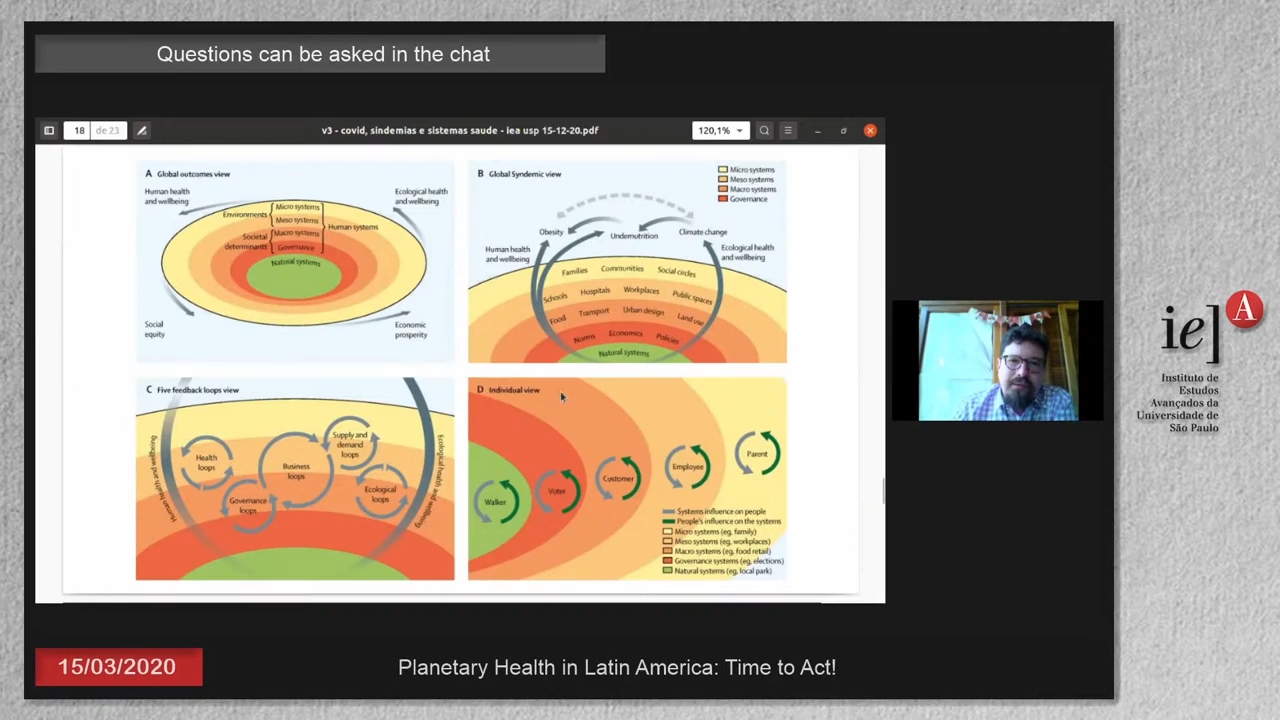 Questions can be asked in the chat
18 de 23
v3 - covid, sindemias e sistemas saude - iea usp 15-12-20.pdf
120,1%
A Global outcomes view
Human health
and wellbeing
Ecological health
and wellbeing
Environments
Micro systems
Meso systems
Human systems
Societal
determinants
Macro systems
Governance
Natural systems
Social
equity
Economic
prosperity
B Global Syndemic view
Micro systems
Meso systems
Macro systems
Governance
Obesity
Undernutrition
Climate change
Human health
and wellbeing
Ecological health
and wellbeing
Families Communities Social circles
Schools Hospitals Workplaces Public spaces
Food Transport Urban design Land use
Norms Economics Policies
Natural systems
C Five feedback loops view
Human health and wellbeing
Health
loops
Governance
loops
Business
loops
Supply and
demand
loops
Ecological
loops
Ecological health and wellbeing
D Individual view
Walker
Voter
Customer
Employee
Parent
Systems influence on people
People's influence on the systems
Micro systems (eg, family)
Meso systems (eg, workplaces)
Macro systems (eg, food retail)
Governance systems (eg, elections)
Natural systems (eg, local park)
ie] A
Instituto de
Estudos
Avançados da
Universidade de
São Paulo
15/03/2020
Planetary Health in Latin America: Time to Act!